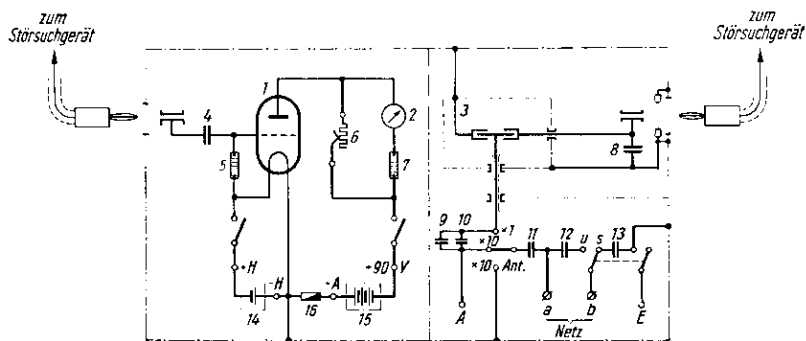 zum
Störsuchgerät
zum
Störsuchgerät
1
4
5
6
2
7
3
8
9 10
×1
×10
11
12
u
s
13
×10 Ant.
+H
-H
-A
+90 V
14
16
15
A
a
b
E
Netz